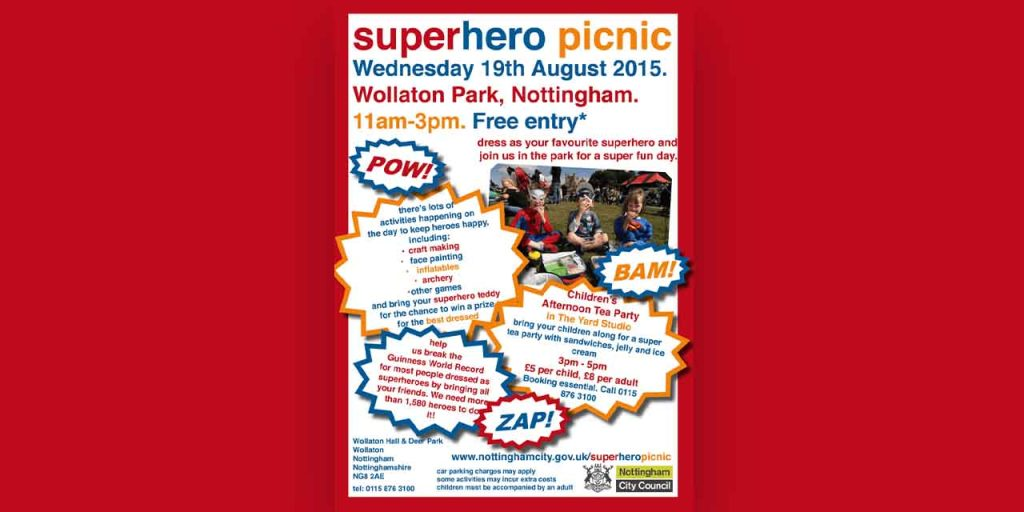 superhero picnic
Wednesday 19th August 2015.
Wollaton Park, Nottingham.
11am-3pm. Free entry*
dress as your favourite superhero and
join us in the park for a super fun day.
POW!
there's lots of
activities happening on
the day to keep heroes happy,
including:
• craft making
• face painting
• inflatables
• archery
•other games
and bring your superhero teddy
for the chance to win a prize
for the best dressed
BAM!
Children's
Afternoon Tea Party
in The Yard Studio
bring your children along for a super
tea party with sandwiches, jelly and ice
cream
3pm - 5pm
£5 per child, £8 per adult
Booking essential. Call 0115
876 3100
help
us break the
Guinness World Record
for most people dressed as
superheroes by bringing all
your friends. We need more
than 1,580 heroes to do
it!!
ZAP!
Wollaton Hall & Deer Park
Wollaton
Nottingham
Nottinghamshire
NG8 2AE
tel: 0115 876 3100
www.nottinghamcity.gov.uk/superheropicnic
car parking charges may apply
some activities may incur extra costs
children must be accompanied by an adult
Nottingham
City Council